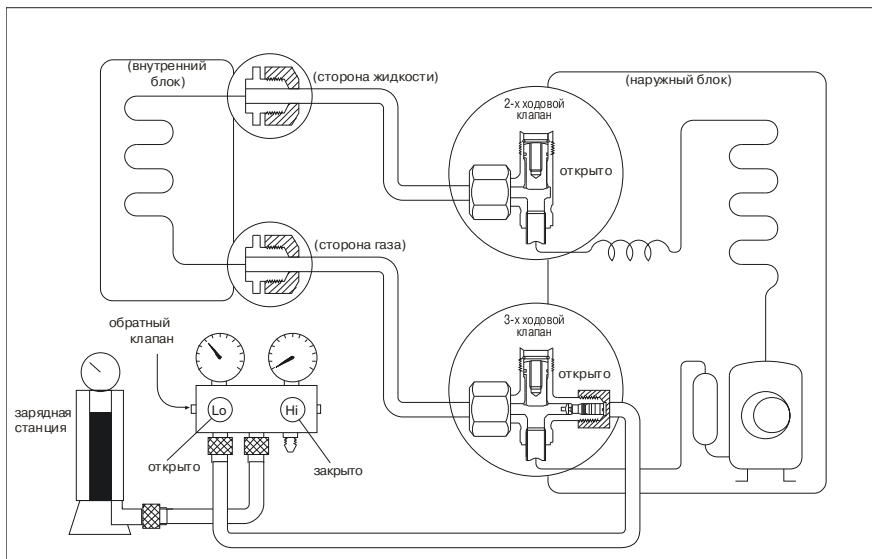 (внутренний
блок)
(сторона жидкости)
2-х ходовой
клапан
(наружный блок)
открыто
(сторона газа)
обратный
клапан
3-х ходовой
клапан
открыто
зарядная
станция
Lo
Hi
открыто
закрыто